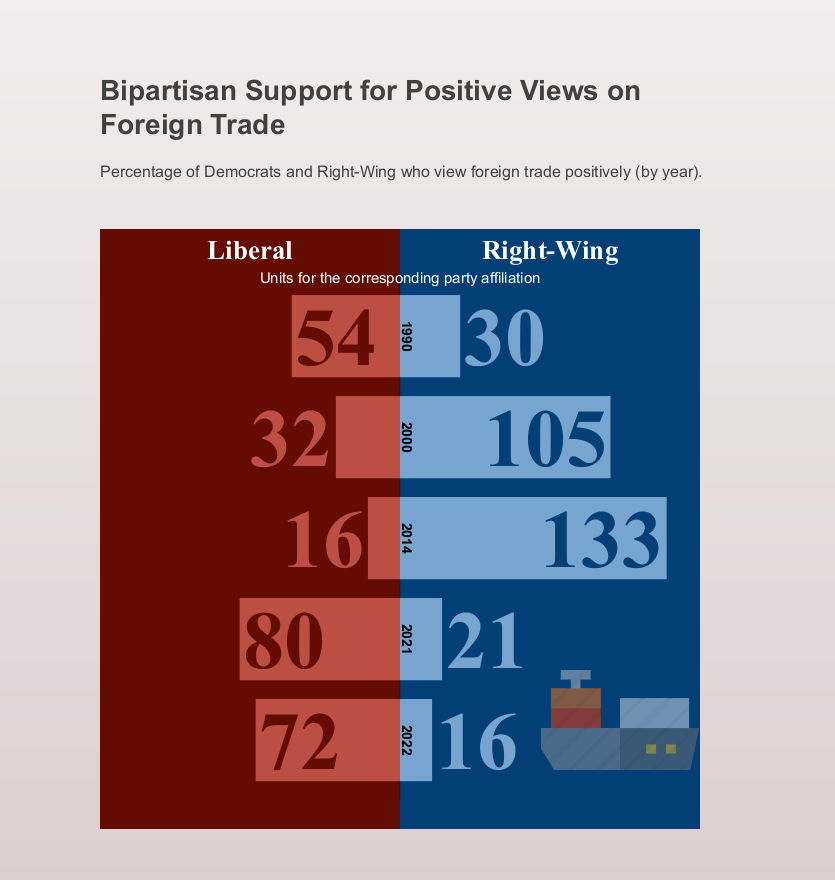 Bipartisan Support for Positive Views on
Foreign Trade
Percentage of Democrats and Right-Wing who view foreign trade positively (by year).
Liberal Right-Wing
Units for the corresponding party affiliation
54 1990 30
32 2000 105
16 2014 133
80 2021 21
72 2022 16